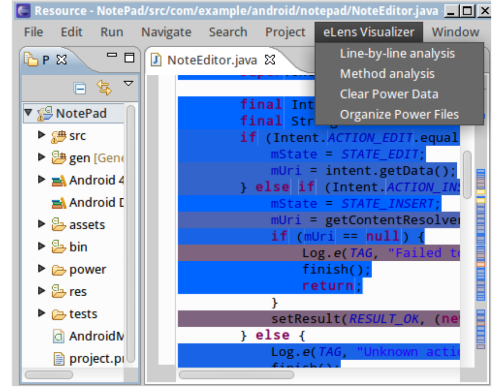 Resource - NotePad/src/com/example/android/notepad/NoteEditor.java
File Edit Run Navigate Search Project eLens Visualizer Window
Line-by-line analysis
Method analysis
Clear Power Data
Organize Power Files
P
NoteEditor.java
NotePad
src
gen [Gene
Android 4
Android D
assets
bin
power
res
tests
AndroidM
project.pr
final Int
final Str
if (Intent.ACTION_EDIT.equal
mState = STATE_EDIT;
mUri = intent.getData();
} else if (Intent.ACTION_INS
mState = STATE_INSERT;
mUri = getContentResolve
if (mUri == null) {
Log.e(TAG, "Failed to
finish();
return;
}
setResult(RESULT_OK, (ne
} else {
Log.e(TAG, "Unknown acti
finish();